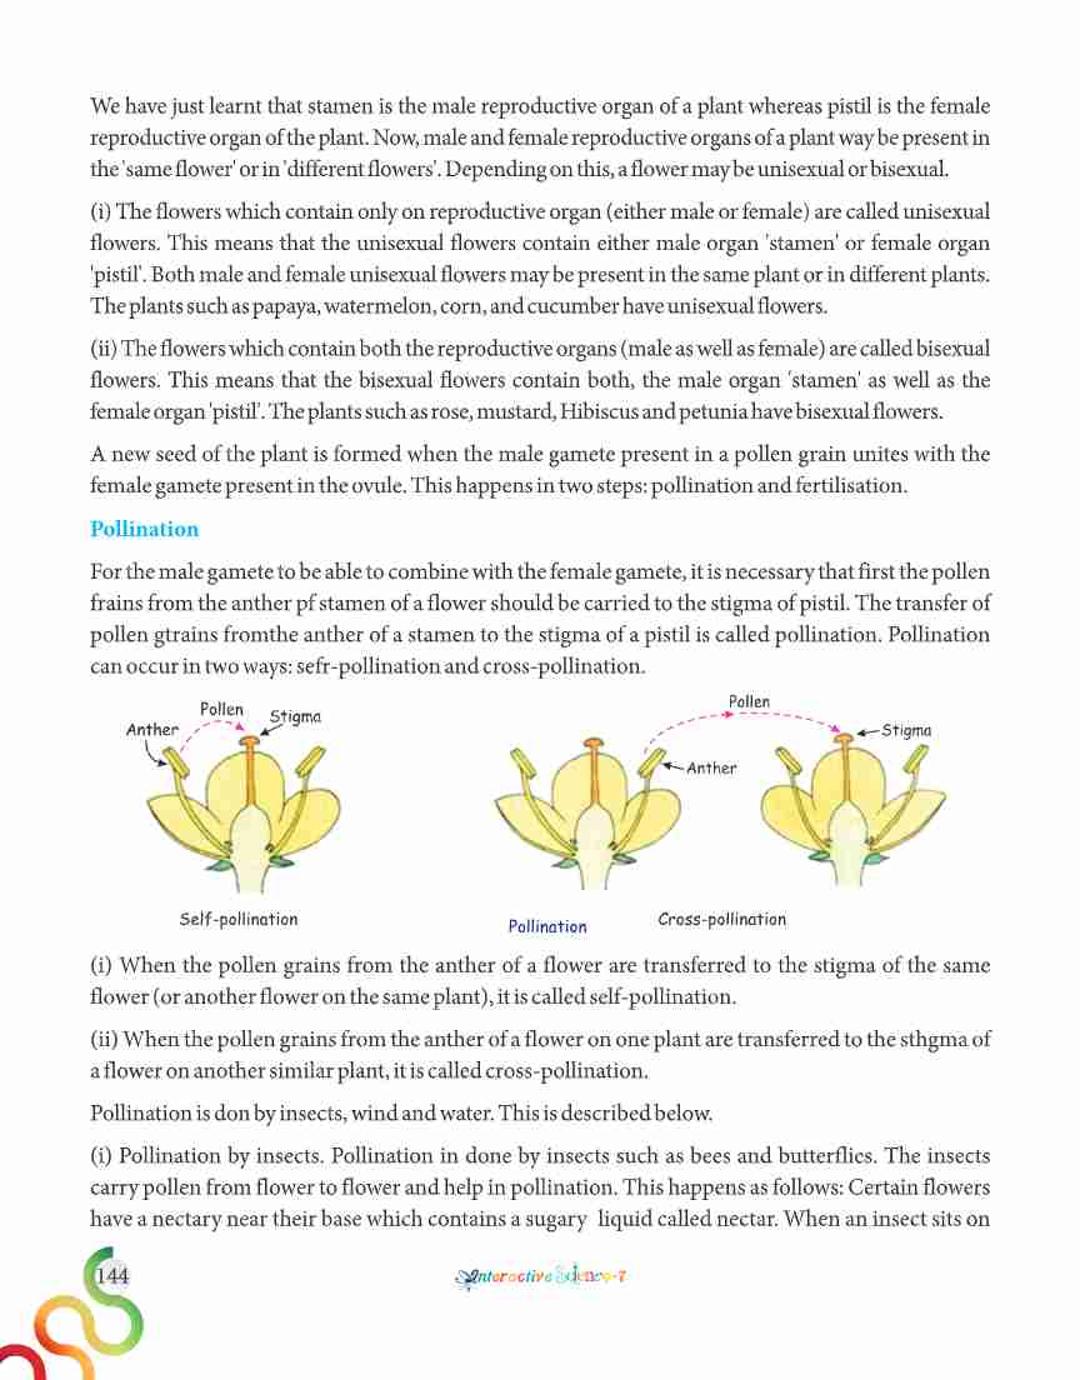 We have just learnt that stamen is the male reproductive organ of a plant whereas pistil is the female
reproductive organ of the plant. Now, male and female reproductive organs of a plant way be present in
the 'same flower' or in 'different flowers'. Depending on this, a flower may be unisexual or bisexual.
(i) The flowers which contain only on reproductive organ (either male or female) are called unisexual
flowers. This means that the unisexual flowers contain either male organ 'stamen' or female organ
'pistil'. Both male and female unisexual flowers may be present in the same plant or in different plants.
The plants such as papaya, watermelon, corn, and cucumber have unisexual flowers.
(ii) The flowers which contain both the reproductive organs (male as well as female) are called bisexual
flowers. This means that the bisexual flowers contain both, the male organ 'stamen' as well as the
female organ 'pistil'. The plants such as rose, mustard, Hibiscus and petunia have bisexual flowers.
A new seed of the plant is formed when the male gamete present in a pollen grain unites with the
female gamete present in the ovule. This happens in two steps: pollination and fertilisation.
Pollination
For the male gamete to be able to combine with the female gamete, it is necessary that first the pollen
frains from the anther pf stamen of a flower should be carried to the stigma of pistil. The transfer of
pollen gtrains fromthe anther of a stamen to the stigma of a pistil is called pollination. Pollination
can occur in two ways: sefr-pollination and cross-pollination.
Pollen
Anther
Stigma
Pollen
Anther
Stigma
Self-pollination
Pollination
Cross-pollination
(i) When the pollen grains from the anther of a flower are transferred to the stigma of the same
flower (or another flower on the same plant), it is called self-pollination.
(ii) When the pollen grains from the anther of a flower on one plant are transferred to the sthgma of
a flower on another similar plant, it is called cross-pollination.
Pollination is don by insects, wind and water. This is described below.
(i) Pollination by insects. Pollination in done by insects such as bees and butterflics. The insects
carry pollen from flower to flower and help in pollination. This happens as follows: Certain flowers
have a nectary near their base which contains a sugary liquid called nectar. When an insect sits on
144
Interactive Science-7